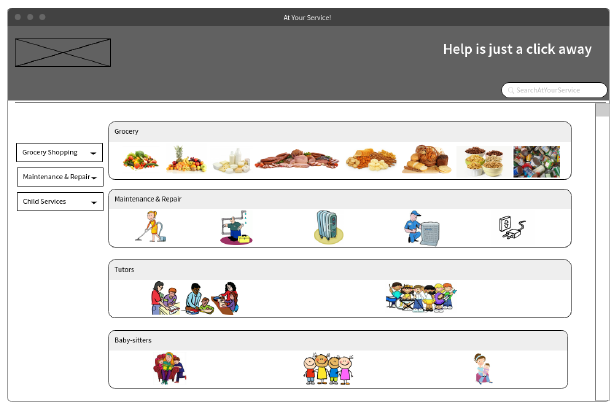 At Your Service!
Help is just a click away
SearchAtYourService
Grocery
Grocery Shopping
Maintenance & Repair
Child Services
Maintenance & Repair
Tutors
Baby-sitters